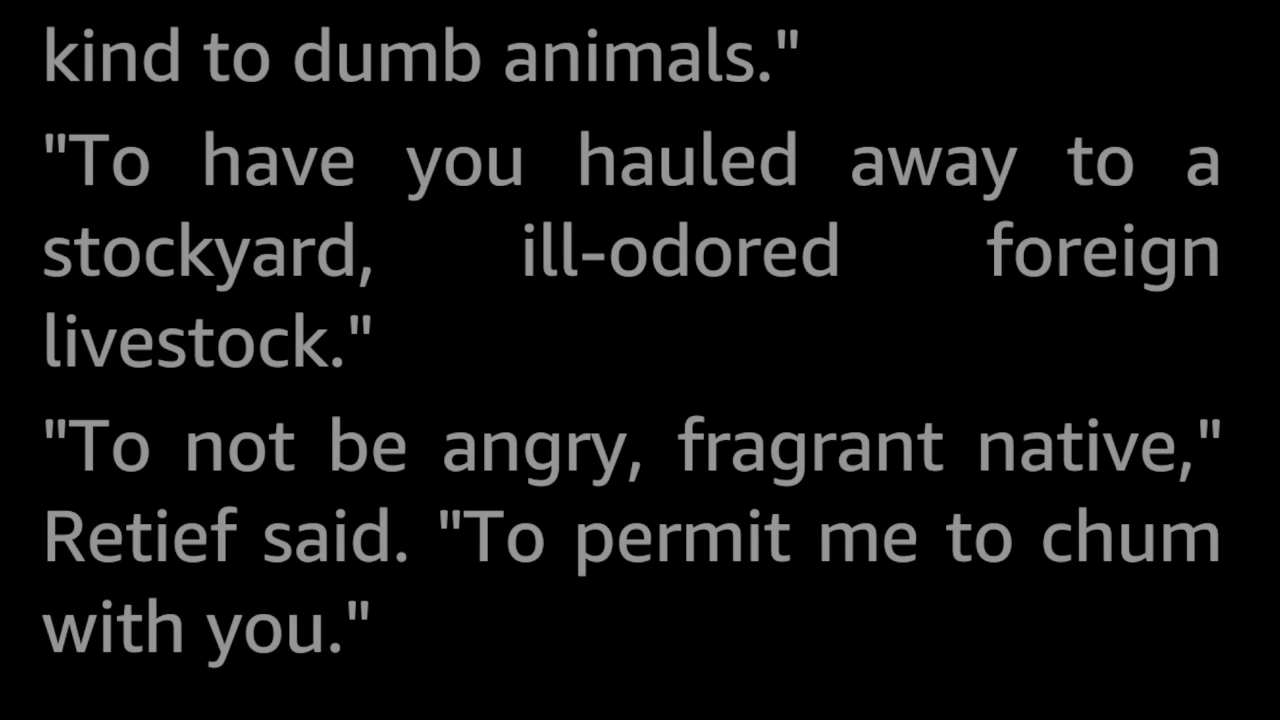 kind to dumb animals."
"To have you hauled away to a
stockyard, ill-odored foreign
livestock."
"To not be angry, fragrant native,"
Retief said. "To permit me to chum
with you."